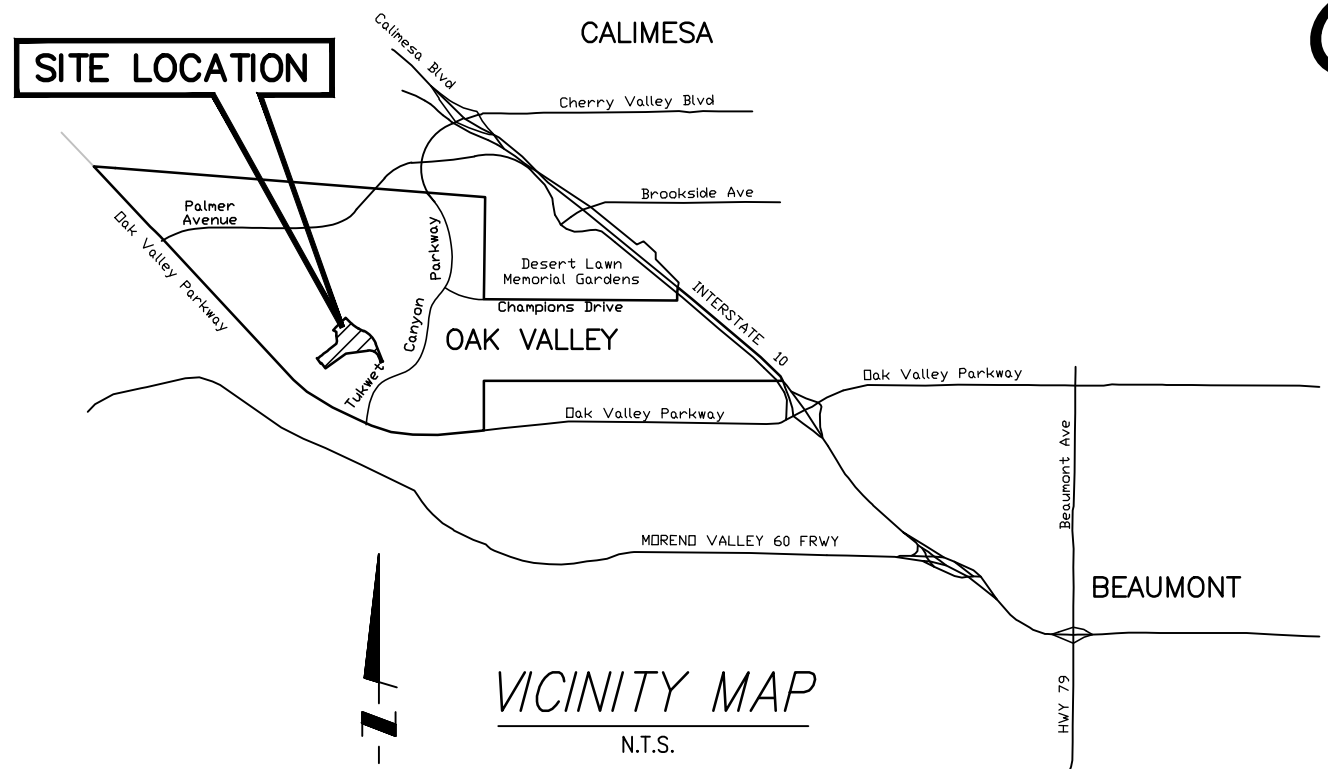 CALIMESA
Calimesa Blvd
SITE LOCATION
Cherry Valley Blvd
Brookside Ave
Palmer
Avenue
Oak Valley Parkway
Tukwet Canyon Parkway
Desert Lawn
Memorial Gardens
Champions Drive
INTERSTATE 10
OAK VALLEY
Oak Valley Parkway
Oak Valley Parkway
Beaumont Ave
MORENO VALLEY 60 FRWY
BEAUMONT
HWY 79
N
VICINITY MAP
N.T.S.